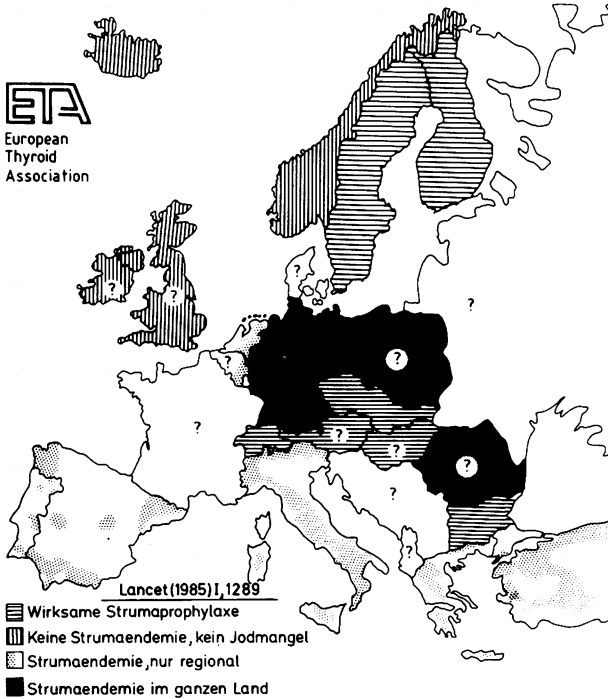 ETA
European
Thyroid
Association
?
?
?
?
?
?
?
?
?
?
?
?
Lancet (1985) I, 1289
Wirksame Strumaprophylaxe
Keine Strumaendemie, kein Jodmangel
Strumaendemie, nur regional
Strumaendemie im ganzen Land